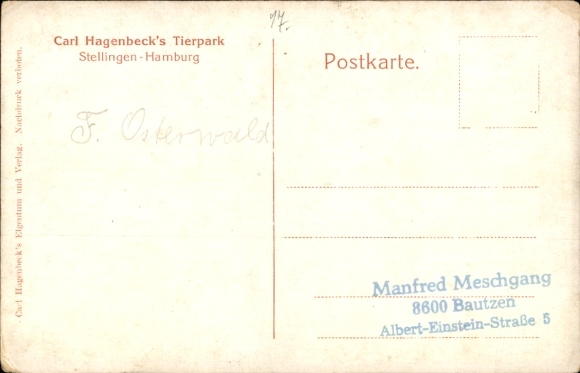 77.
Carl Hagenbeck's Tierpark
Stellingen-Hamburg
Postkarte.
F. Osterwald
Carl Hagenbeck's Eigentum und Verlag. Nachdruck verboten.
Manfred Meschgang
8600 Bautzen
Albert-Einstein-Straße 5